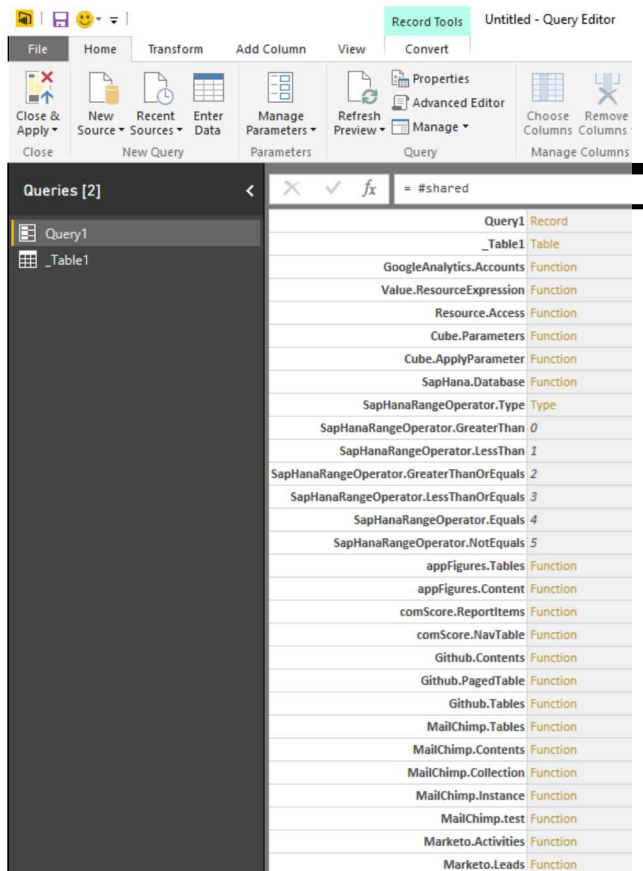 Record Tools
Untitled - Query Editor
File Home Transform Add Column View Convert
Close & Apply
New Source
Recent Sources
Enter Data
Manage Parameters
Refresh Preview
Properties
Advanced Editor
Manage
Choose Columns
Remove Columns
Close
New Query
Parameters
Query
Manage Columns
Queries [2]
Query1
_Table1
fx
= #shared
Query1 Record
_Table1 Table
GoogleAnalytics.Accounts Function
Value.ResourceExpression Function
Resource.Access Function
Cube.Parameters Function
Cube.ApplyParameter Function
SapHana.Database Function
SapHanaRangeOperator.Type Type
SapHanaRangeOperator.GreaterThan 0
SapHanaRangeOperator.LessThan 1
SapHanaRangeOperator.GreaterThanOrEquals 2
SapHanaRangeOperator.LessThanOrEquals 3
SapHanaRangeOperator.Equals 4
SapHanaRangeOperator.NotEquals 5
appFigures.Tables Function
appFigures.Content Function
comScore.ReportItems Function
comScore.NavTable Function
Github.Contents Function
Github.PagedTable Function
Github.Tables Function
MailChimp.Tables Function
MailChimp.Contents Function
MailChimp.Collection Function
MailChimp.Instance Function
MailChimp.test Function
Marketo.Activities Function
Marketo.Leads Function